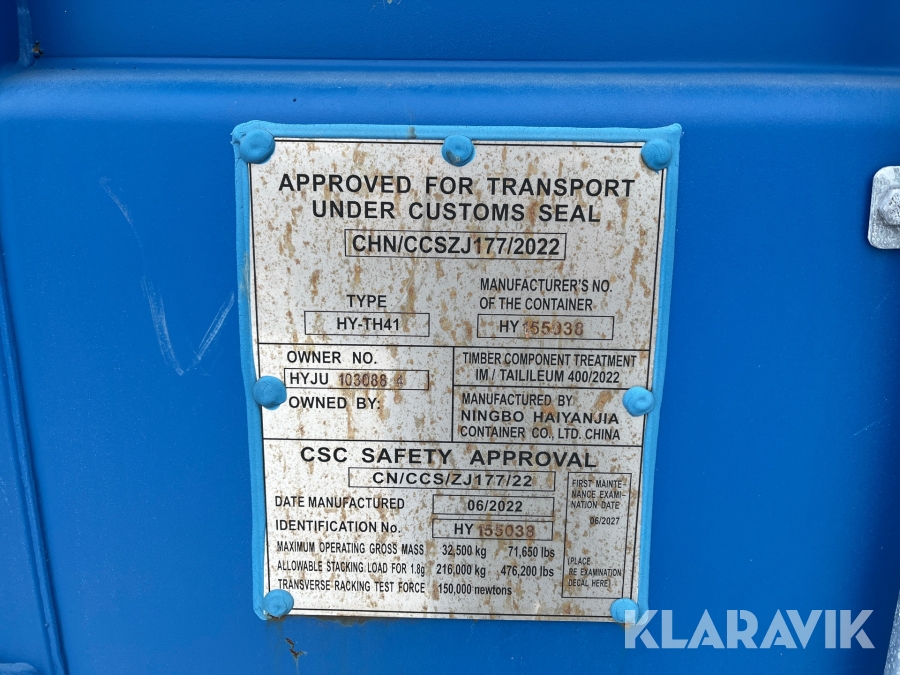 APPROVED FOR TRANSPORT
UNDER CUSTOMS SEAL
CHN/CCSZJ177/2022
TYPE
HY-TH41
MANUFACTURER'S NO.
OF THE CONTAINER
HY 155038
OWNER NO.
HYJU 103088 4
OWNED BY:
TIMBER COMPONENT TREATMENT
IM / TAILILEUM 400/2022
MANUFACTURED BY
NINGBO HAIYANJIA
CONTAINER CO., LTD. CHINA
CSC SAFETY APPROVAL
CN/CCS/ZJ177/22
DATE MANUFACTURED 06/2022
IDENTIFICATION No. HY 155038
MAXIMUM OPERATING GROSS MASS 32,500 kg 71,650 lbs
ALLOWABLE STACKING LOAD FOR 1.8g 216,000 kg 476,200 lbs
TRANSVERSE RACKING TEST FORCE 150,000 newtons
FIRST MAINTE-
NANCE EXAMI-
NATION DATE
06/2027
(PLACE
RE EXAMINATION
DECAL HERE)
KLARAVIK